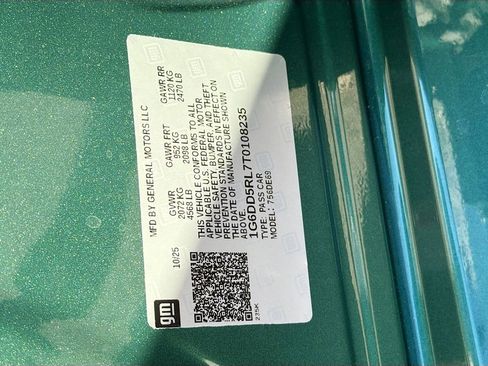 MFD BY GENERAL MOTORS LLC
10/25 GVWR GAWR FRT GAWR RR
2072 KG 952 KG 1120 KG
4568 LB 2098 LB 2470 LB
THIS VEHICLE CONFORMS TO ALL
APPLICABLE U.S. FEDERAL MOTOR
VEHICLE SAFETY, BUMPER, AND THEFT
PREVENTION STANDARDS IN EFFECT ON
THE DATE OF MANUFACTURE SHOWN
ABOVE.
1G6DD5RL7T0108235
TYPE: PASS CAR
MODEL: 756DE69
gm
235K